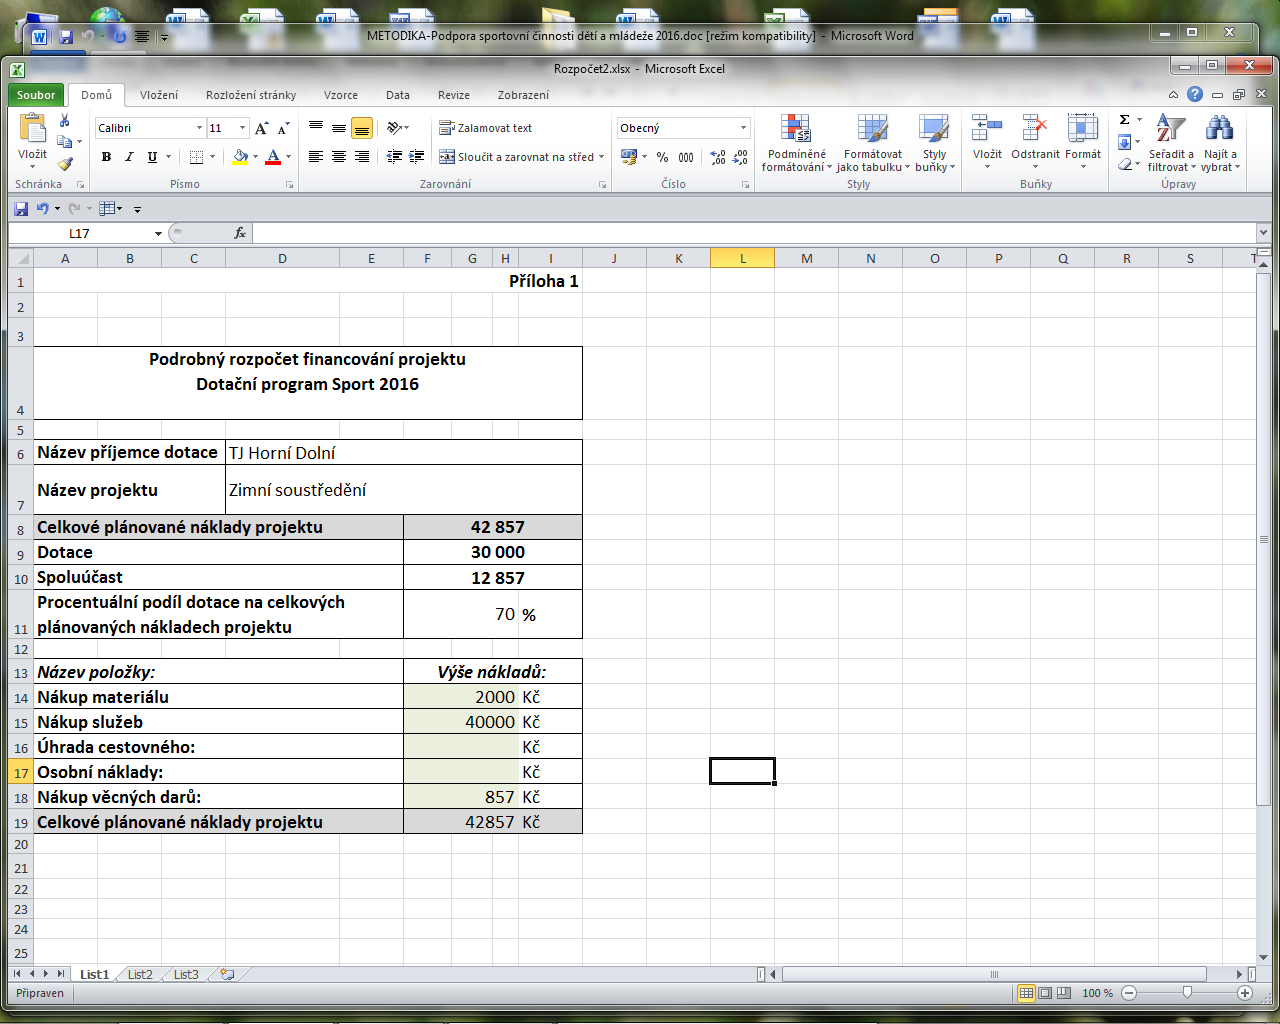 METODIKA-Podpora sportovní činnosti dětí a mládeže 2016.doc [režim kompatibility] - Microsoft Word
Rozpočet2.xlsx - Microsoft Excel
Soubor Domů Vložení Rozložení stránky Vzorce Data Revize Zobrazení
Calibri 11 Zalamovat text Obecný
Vložit B I U Sloučit a zarovnat na střed % 000
Podmíněné formátování
Formátovat jako tabulku
Styly buňky
Vložit Odstranit Formát
Σ
Seřadit a filtrovat
Najít a vybrat
Schránka Písmo Zarovnání Číslo Styly Buňky Úpravy
L17 fx
A B C D E F G H I J K L M N O P Q R S T
1 Příloha 1
2
3
Podrobný rozpočet financování projektu
Dotační program Sport 2016
4
5
6 Název příjemce dotace TJ Horní Dolní
7 Název projektu Zimní soustředění
8 Celkové plánované náklady projektu 42 857
9 Dotace 30 000
10 Spoluúčast 12 857
Procentuální podíl dotace na celkových
11 plánovaných nákladech projektu 70 %
12
13 Název položky: Výše nákladů:
14 Nákup materiálu 2000 Kč
15 Nákup služeb 40000 Kč
16 Úhrada cestovného: Kč
17 Osobní náklady: Kč
18 Nákup věcných darů: 857 Kč
19 Celkové plánované náklady projektu 42857 Kč
20
21
22
23
24
25
List1 List2 List3
Připraven 100 %